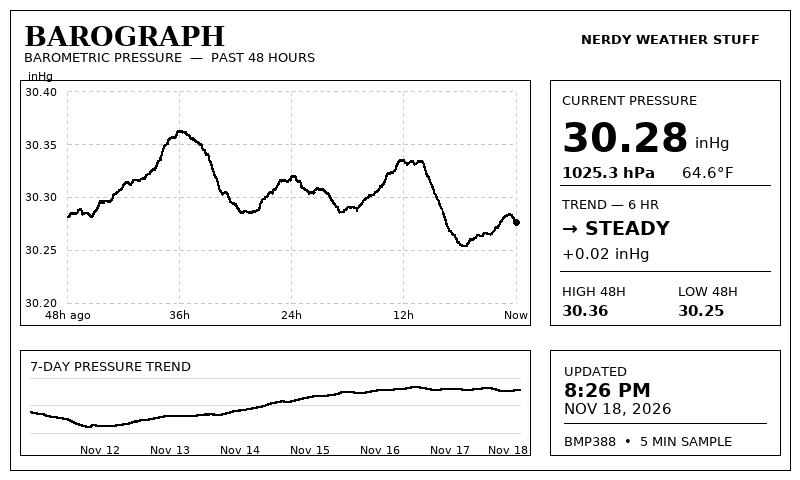 BAROGRAPH
BAROMETRIC PRESSURE — PAST 48 HOURS
NERDY WEATHER STUFF
inHg
30.40
30.35
30.30
30.25
30.20
48h ago 36h 24h 12h Now
CURRENT PRESSURE
30.28 inHg
1025.3 hPa 64.6°F
TREND — 6 HR
→ STEADY
+0.02 inHg
HIGH 48H LOW 48H
30.36 30.25
7-DAY PRESSURE TREND
Nov 12 Nov 13 Nov 14 Nov 15 Nov 16 Nov 17 Nov 18
UPDATED
8:26 PM
NOV 18, 2026
BMP388 • 5 MIN SAMPLE